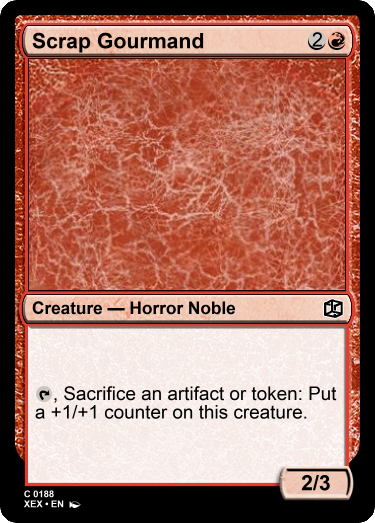 Scrap Gourmand 2
Creature — Horror Noble
, Sacrifice an artifact or token: Put
a +1/+1 counter on this creature.
2/3
C 0188
XEX • EN